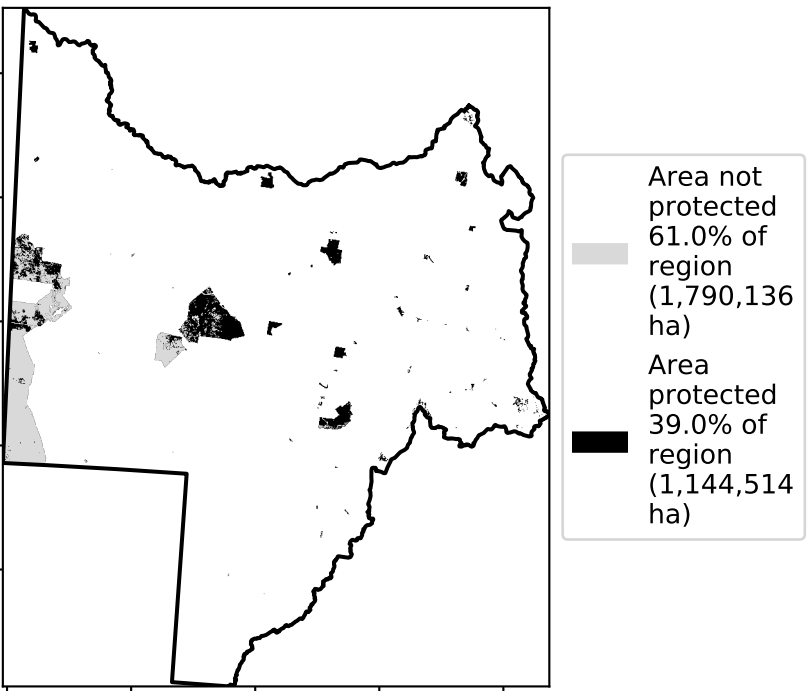 Area not
protected
61.0% of
region
(1,790,136
ha)
Area
protected
39.0% of
region
(1,144,514
ha)